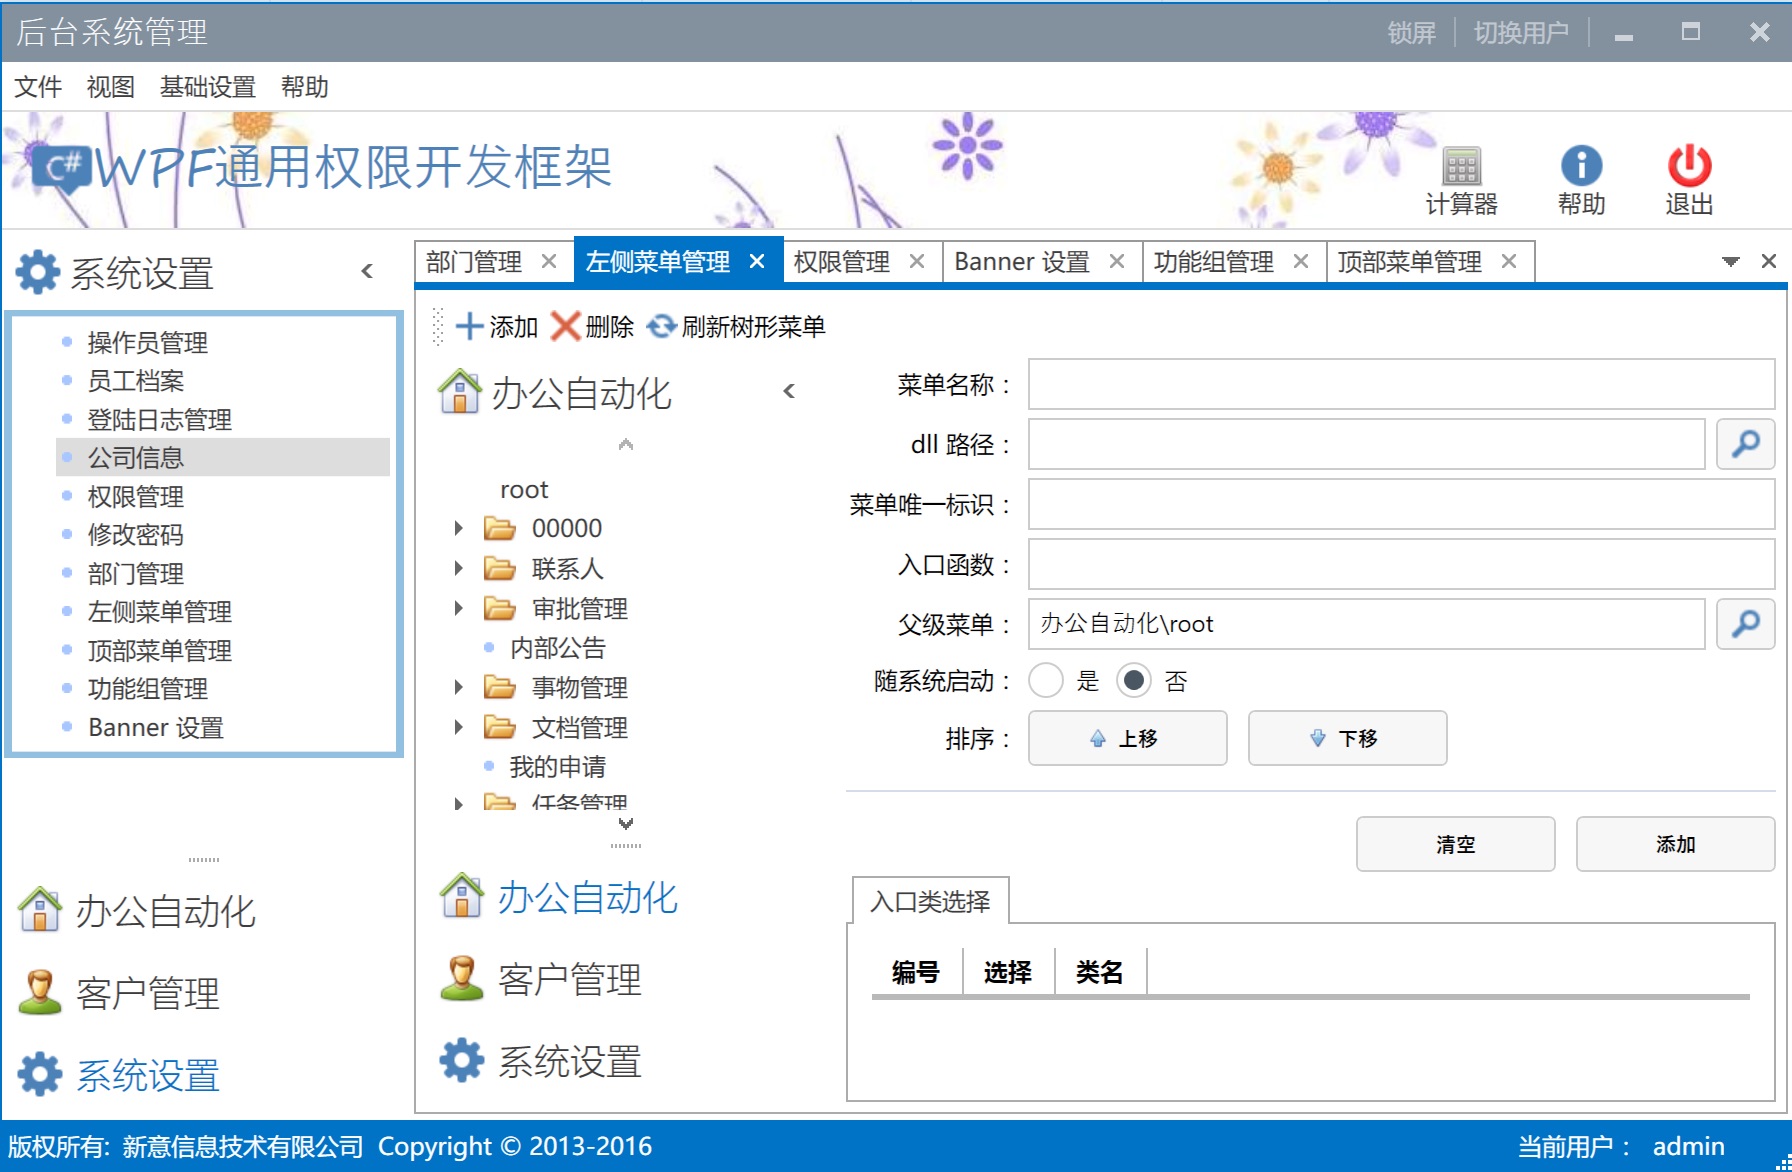 后台系统管理
锁屏 切换用户
文件 视图 基础设置 帮助
C# WPF通用权限开发框架
计算器 帮助 退出
系统设置
操作员管理
员工档案
登陆日志管理
公司信息
权限管理
修改密码
部门管理
左侧菜单管理
顶部菜单管理
功能组管理
Banner 设置
办公自动化
客户管理
系统设置
部门管理 左侧菜单管理 权限管理 Banner 设置 功能组管理 顶部菜单管理
添加 删除 刷新树形菜单
办公自动化
root
00000
联系人
审批管理
内部公告
事物管理
文档管理
我的申请
任务管理
办公自动化
客户管理
系统设置
菜单名称：
dll 路径：
菜单唯一标识：
入口函数：
父级菜单： 办公自动化\root
随系统启动： 是 否
排序： 上移 下移
清空 添加
入口类选择
编号 选择 类名
版权所有: 新意信息技术有限公司 Copyright © 2013-2016
当前用户： admin